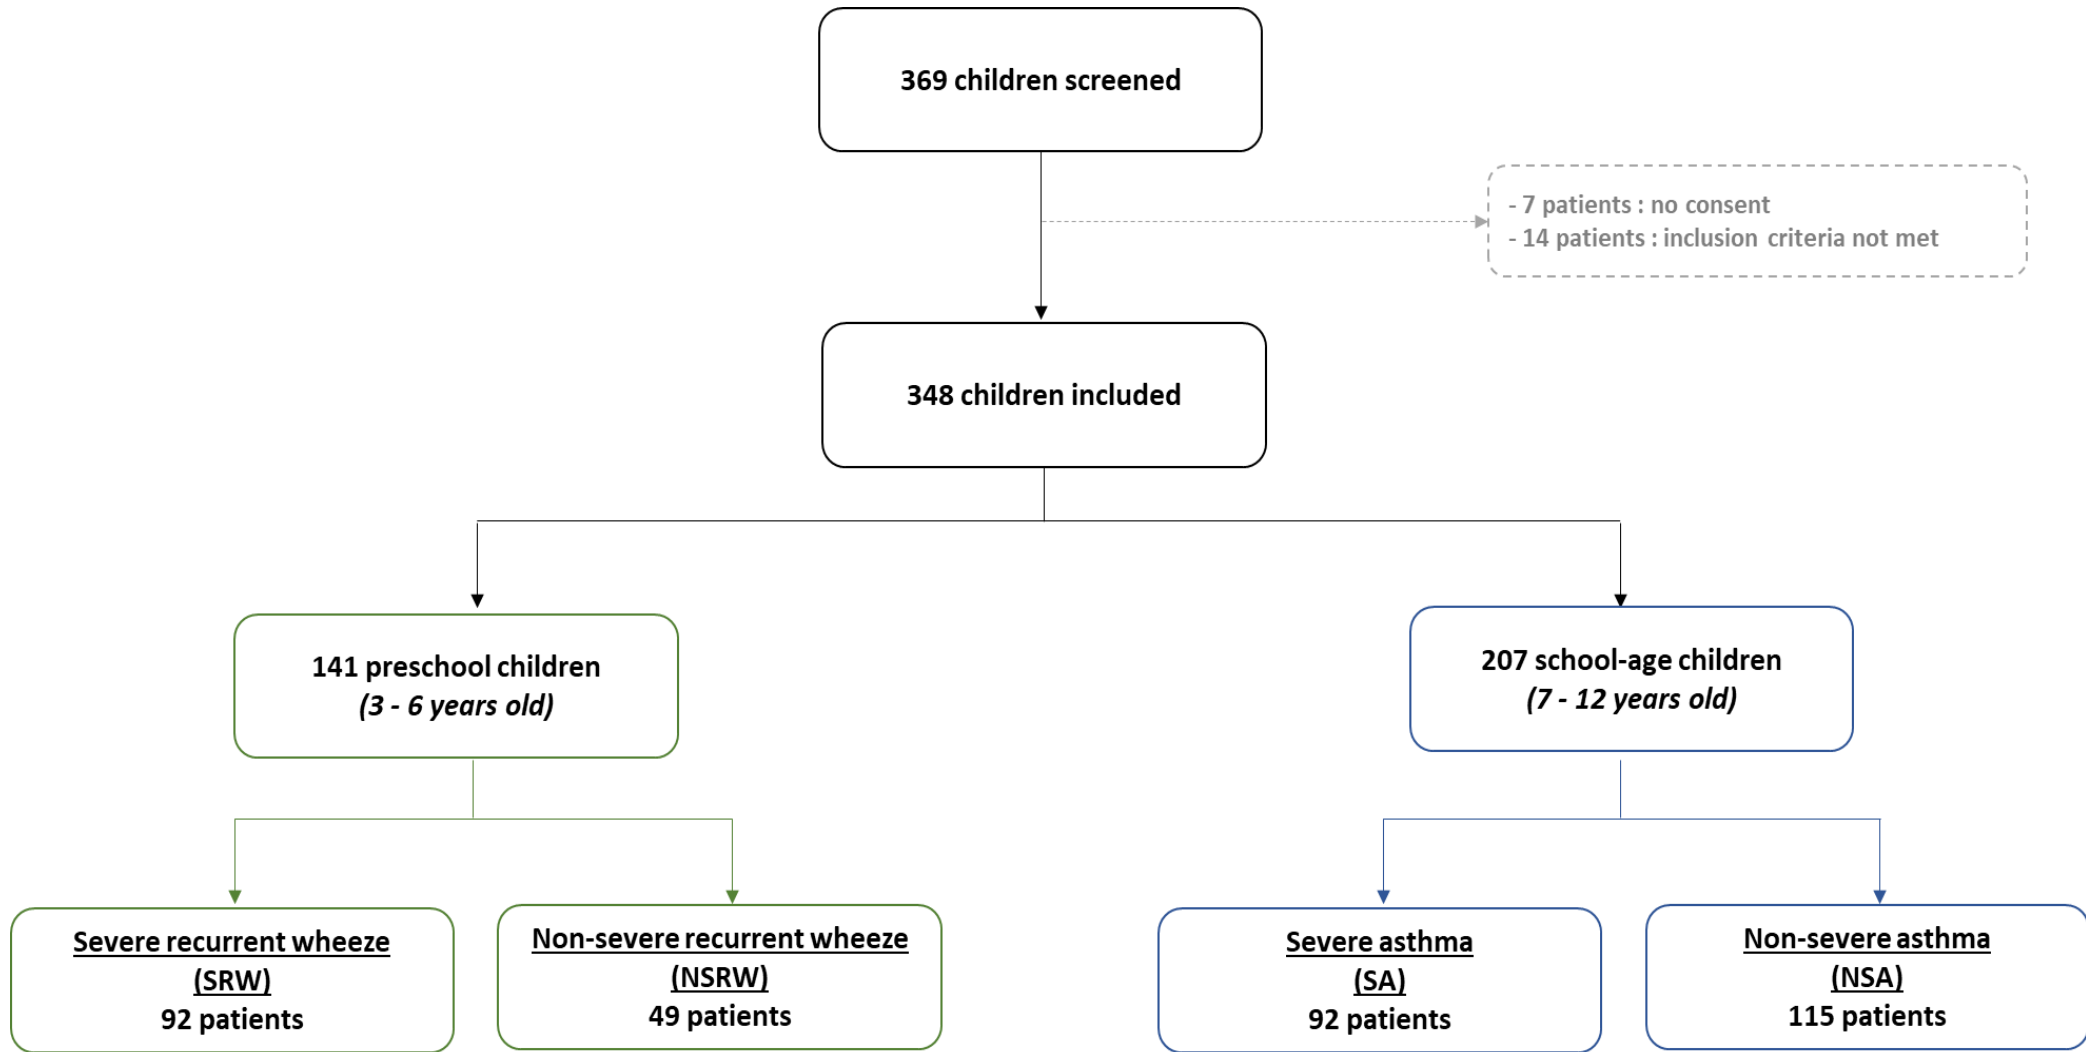 369 children screened
- 7 patients : no consent
- 14 patients : inclusion criteria not met
348 children included
141 preschool children
(3 - 6 years old)
207 school-age children
(7 - 12 years old)
Severe recurrent wheeze
(SRW)
92 patients
Non-severe recurrent wheeze
(NSRW)
49 patients
Severe asthma
(SA)
92 patients
Non-severe asthma
(NSA)
115 patients